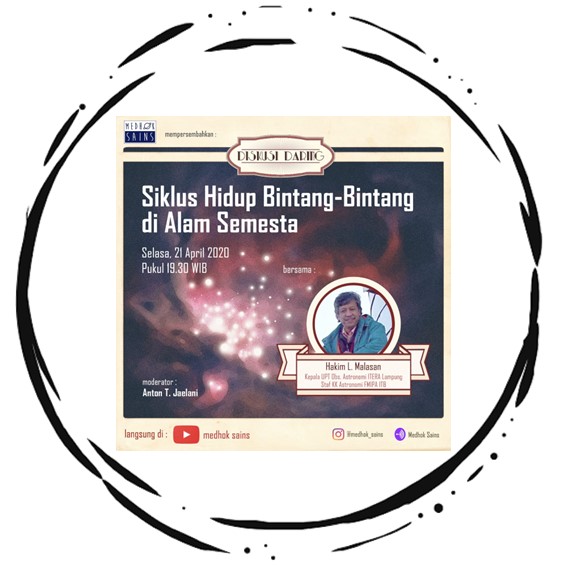 MEDHOK
SAINS
mempersembahkan :
DISKUSI DARING
Siklus Hidup Bintang-Bintang
di Alam Semesta
Selasa, 21 April 2020
Pukul 19.30 WIB
bersama :
Hakim L. Malasan
Kepala UPT Obs. Astronomi ITERA Lampung
Staf KK Astronomi FMIPA ITB
moderator :
Anton T. Jaelani
langsung di :
medhok sains
@medhok_sains
Medhok Sains